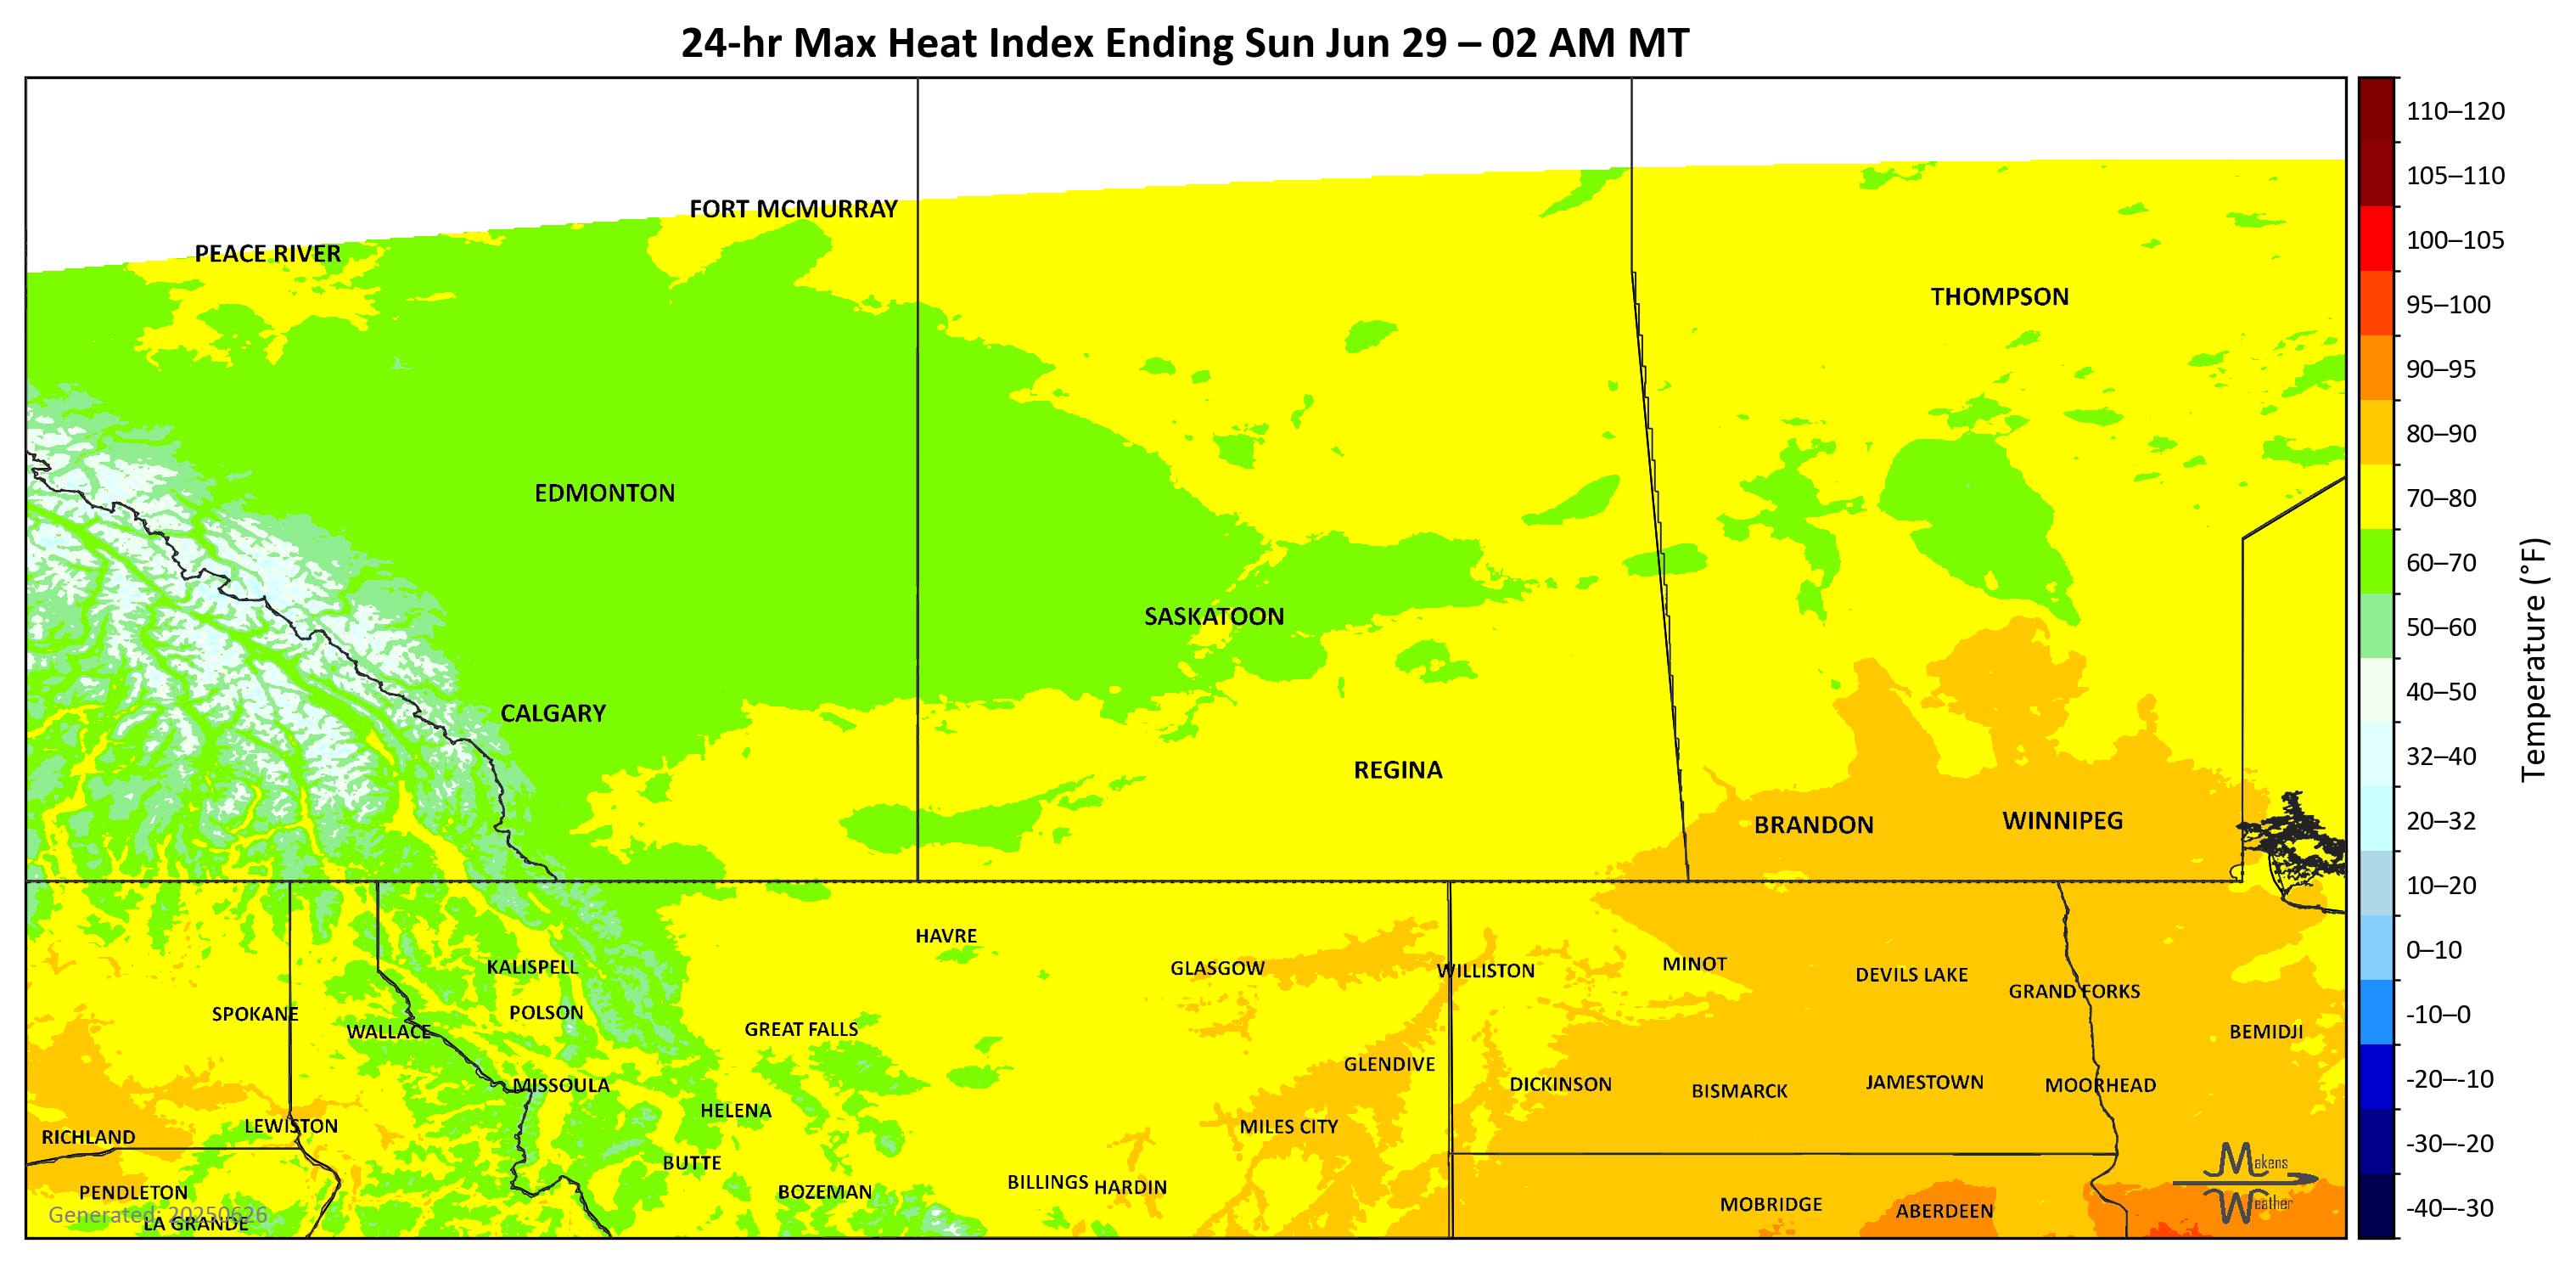 24-hr Max Heat Index Ending Sun Jun 29 – 02 AM MT
110–120
105–110
100–105
95–100
90–95
80–90
70–80
60–70
50–60
40–50
32–40
20–32
10–20
0–10
-10–0
-20–-10
-30–-20
-40–-30
Temperature (°F)
FORT MCMURRAY
PEACE RIVER
THOMPSON
EDMONTON
SASKATOON
CALGARY
REGINA
BRANDON
WINNIPEG
HAVRE
KALISPELL
GLASGOW
WILLISTON
MINOT
DEVILS LAKE
GRAND FORKS
SPOKANE
POLSON
WALLACE
GREAT FALLS
BEMIDJI
GLENDIVE
MISSOULA
DICKINSON
BISMARCK
JAMESTOWN
MOORHEAD
HELENA
LEWISTON
MILES CITY
RICHLAND
BUTTE
BILLINGS
HARDIN
PENDLETON
BOZEMAN
MOBRIDGE
ABERDEEN
Generated: 20250626
LA GRANDE
Makens
Weather